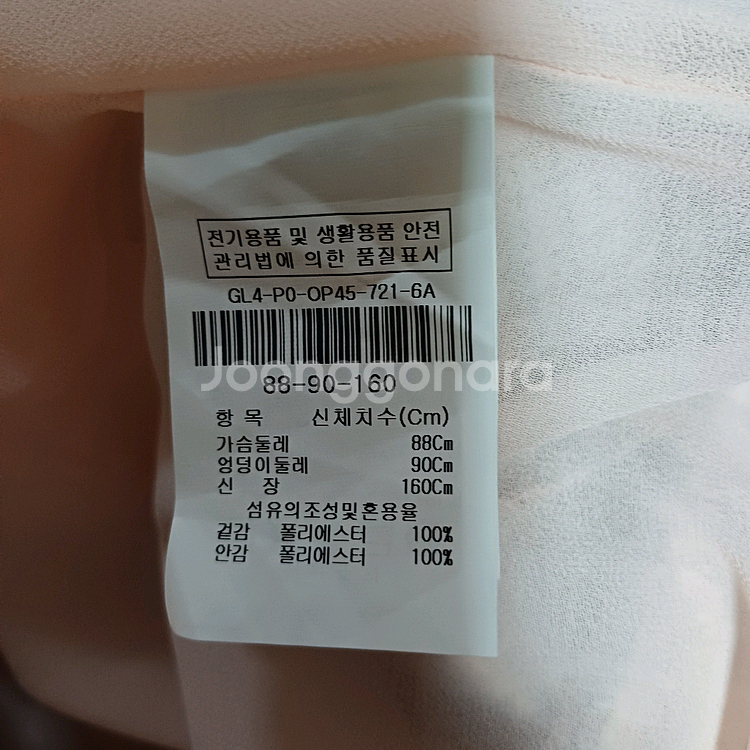 전기용품 및 생활용품 안전
관리법에 의한 품질표시
GL4-PO-OP45-721-6A
Joonggonara
88-90-160
항 목 신체치수(Cm)
가슴둘레 88Cm
엉덩이둘레 90Cm
신 장 160Cm
섬유의조성및혼용율
겉감 폴리에스터 100%
안감 폴리에스터 100%